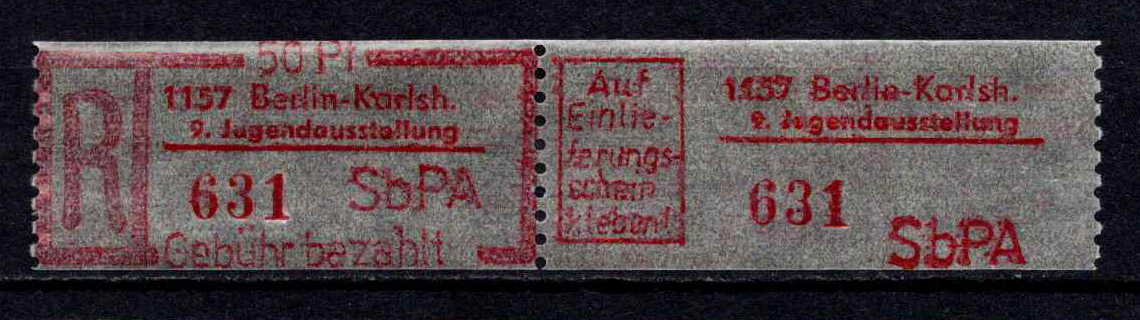 50 Pf
R
1157 Berlin-Karlsh.
9. Jugendausstellung
631 SbPA
Gebühr bezahlt
Auf
Einlie-
ferungs-
schein
kleben!
1157 Berlin-Karlsh.
9. Jugendausstellung
631
SbPA